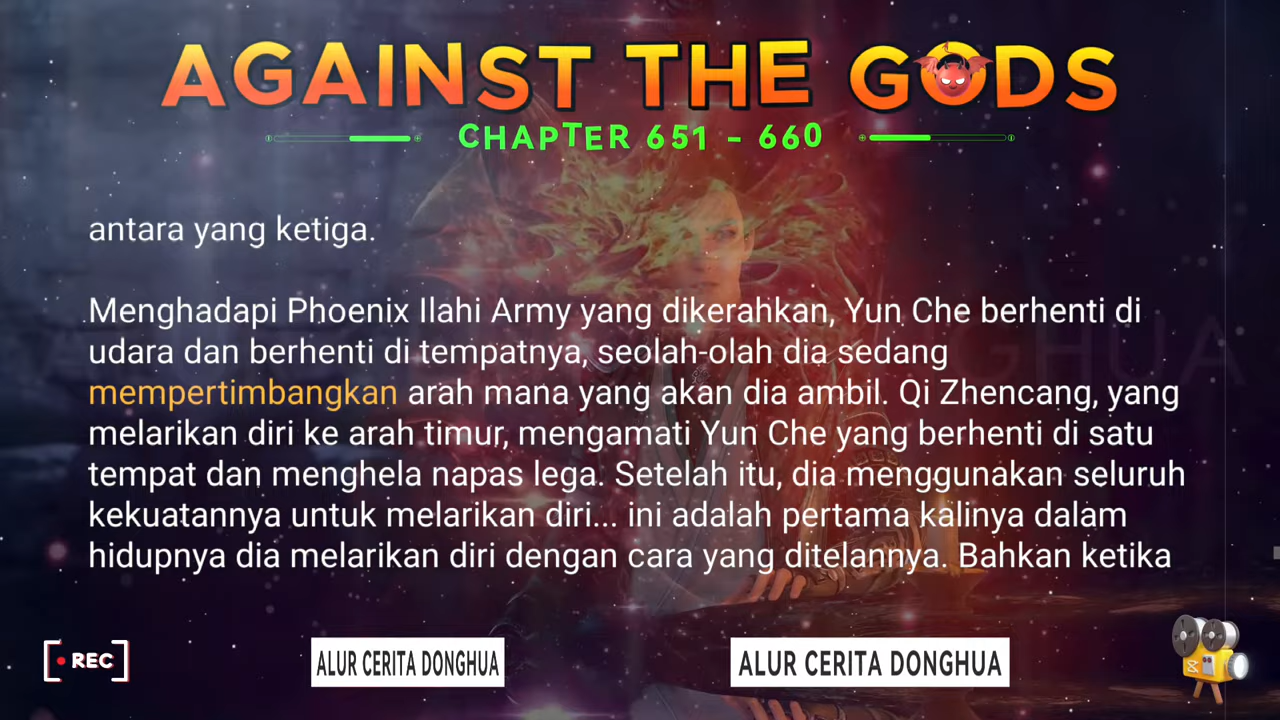 AGAINST THE GODS
CHAPTER 651 - 660
antara yang ketiga.
Menghadapi Phoenix Ilahi Army yang dikerahkan, Yun Che berhenti di
udara dan berhenti di tempatnya, seolah-olah dia sedang
mempertimbangkan arah mana yang akan dia ambil. Qi Zhencang, yang
melarikan diri ke arah timur, mengamati Yun Che yang berhenti di satu
tempat dan menghela napas lega. Setelah itu, dia menggunakan seluruh
kekuatannya untuk melarikan diri... ini adalah pertama kalinya dalam
hidupnya dia melarikan diri dengan cara yang ditelannya. Bahkan ketika
REC
ALUR CERITA DONGHUA
ALUR CERITA DONGHUA